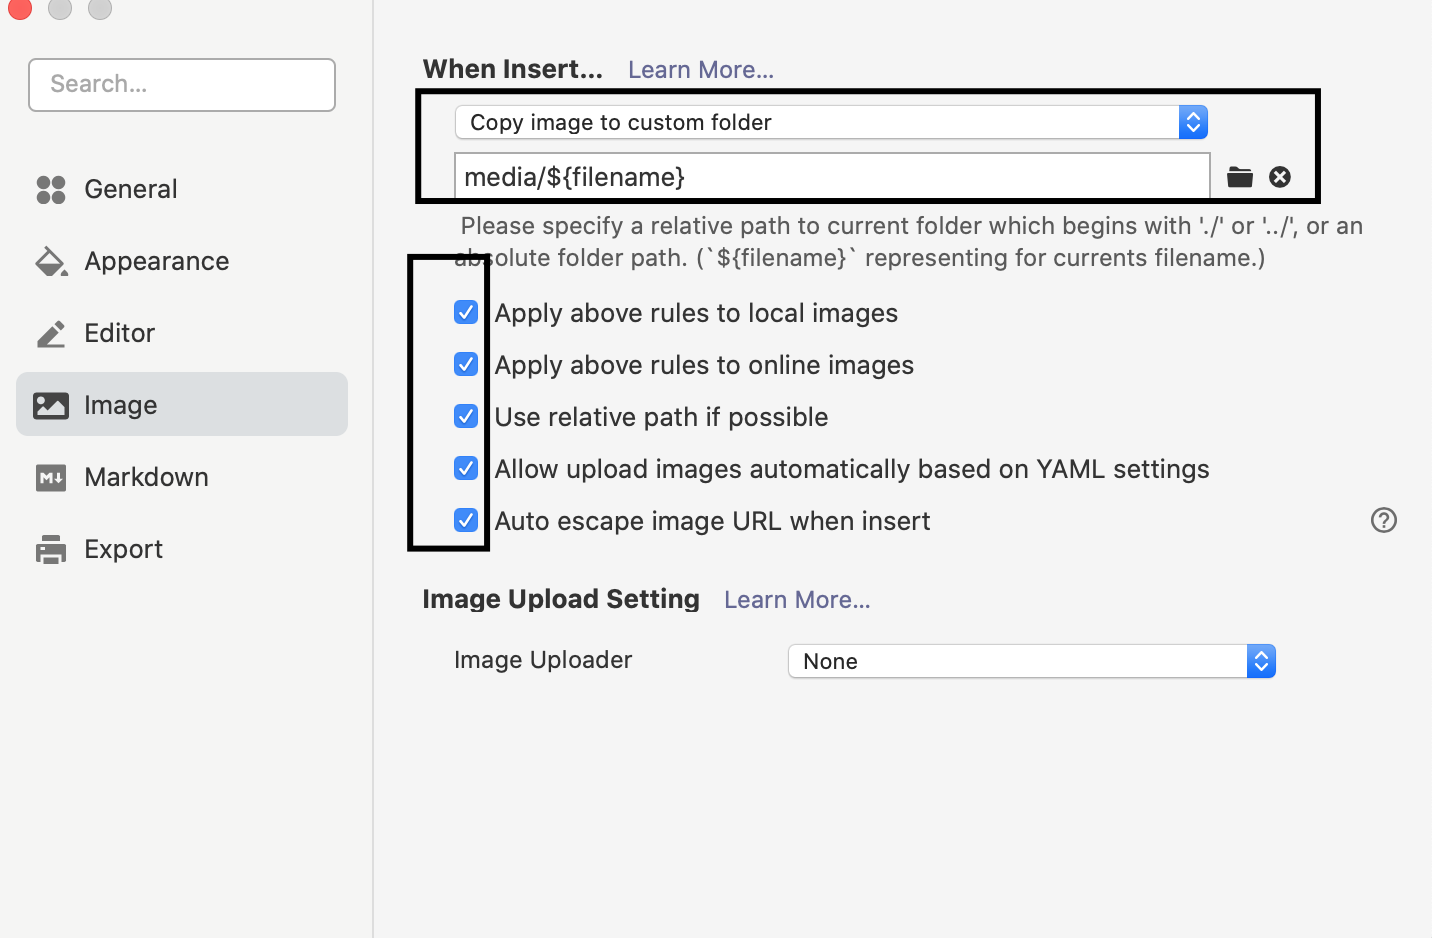 Search...
General
Appearance
Editor
Image
Markdown
Export
When Insert... Learn More...
Copy image to custom folder
media/${filename}
Please specify a relative path to current folder which begins with './' or '../', or an
absolute folder path. (`${filename}` representing for currents filename.)
Apply above rules to local images
Apply above rules to online images
Use relative path if possible
Allow upload images automatically based on YAML settings
Auto escape image URL when insert
Image Upload Setting Learn More...
Image Uploader None